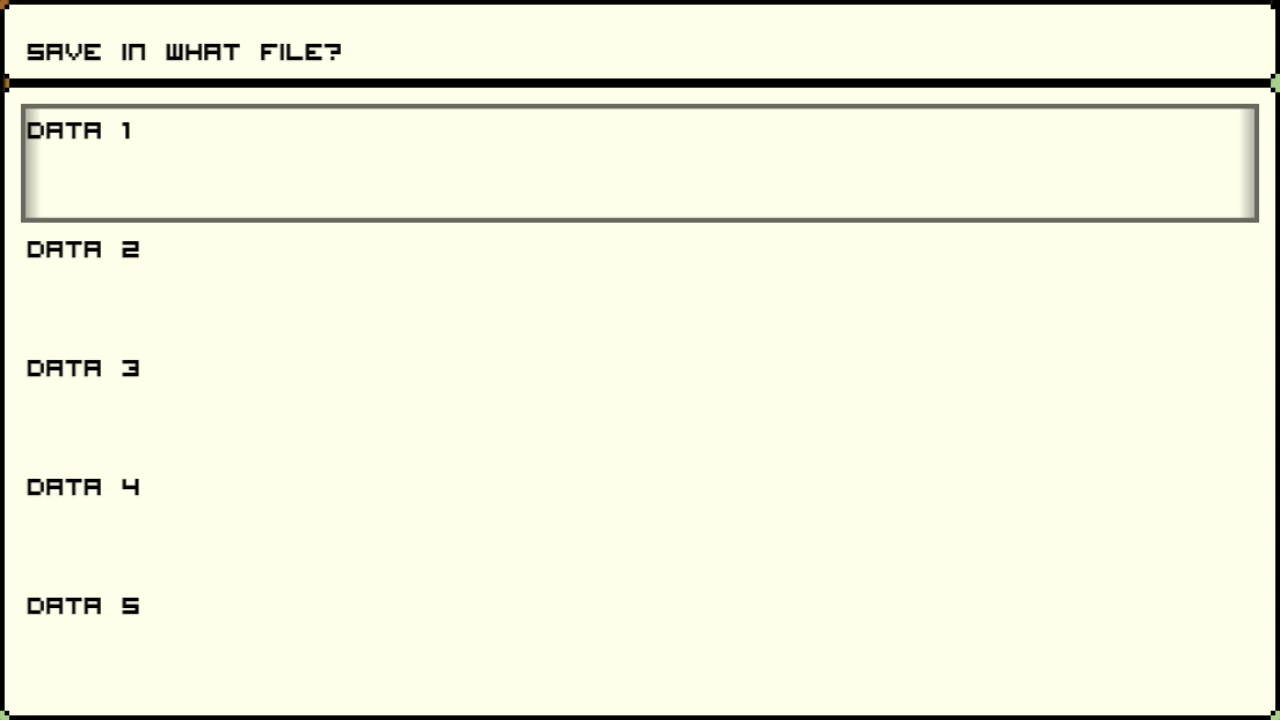 SAVE IN WHAT FILE?
DATA 1
DATA 2
DATA 3
DATA 4
DATA 5